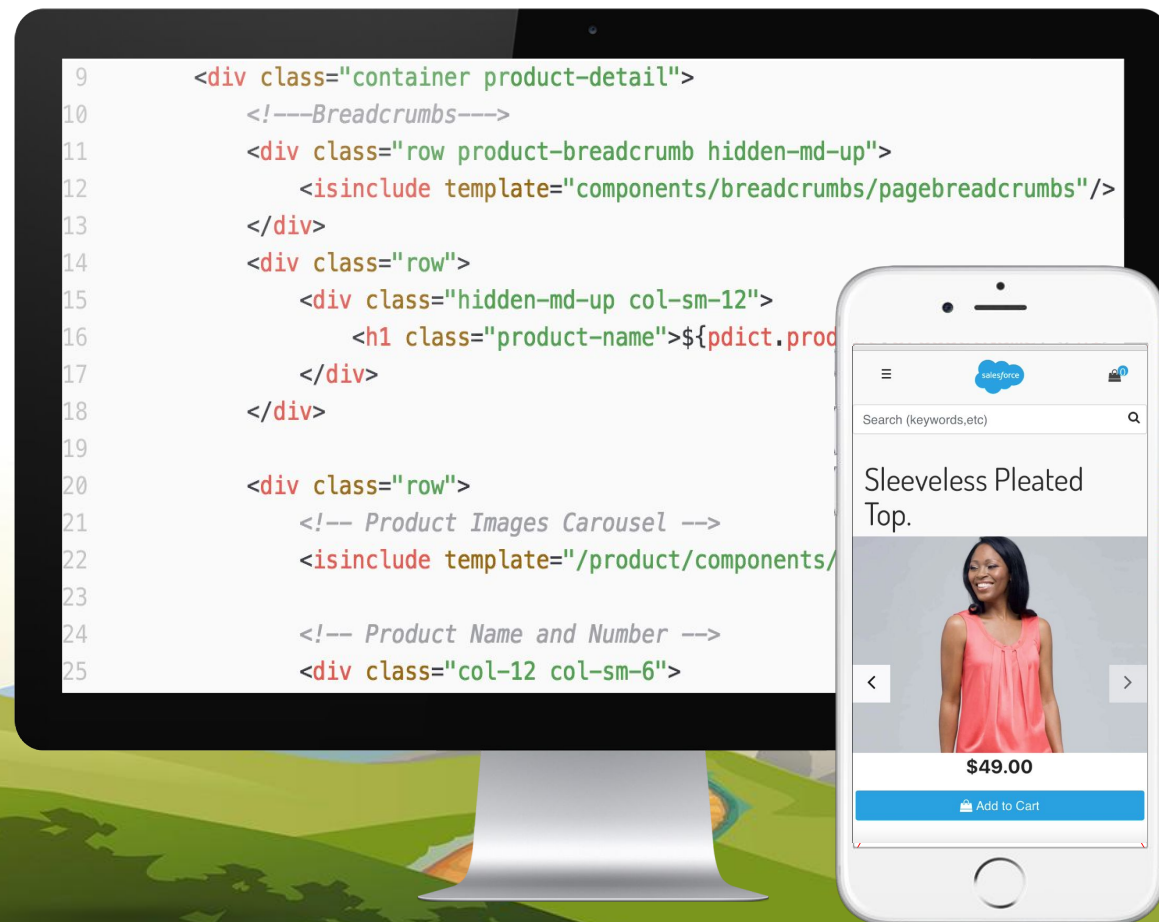 9 <div class="container product-detail">
10 <!---Breadcrumbs--->
11 <div class="row product-breadcrumb hidden-md-up">
12 <isinclude template="components/breadcrumbs/pagebreadcrumbs"/>
13 </div>
14 <div class="row">
15 <div class="hidden-md-up col-sm-12">
16 <h1 class="product-name">${pdict.prod
17 </div>
18 </div>
19
20 <div class="row">
21 <!-- Product Images Carousel -->
22 <isinclude template="/product/components/
23
24 <!-- Product Name and Number -->
25 <div class="col-12 col-sm-6">
salesforce
0
Search (keywords,etc)
Sleeveless Pleated
Top.
$49.00
Add to Cart